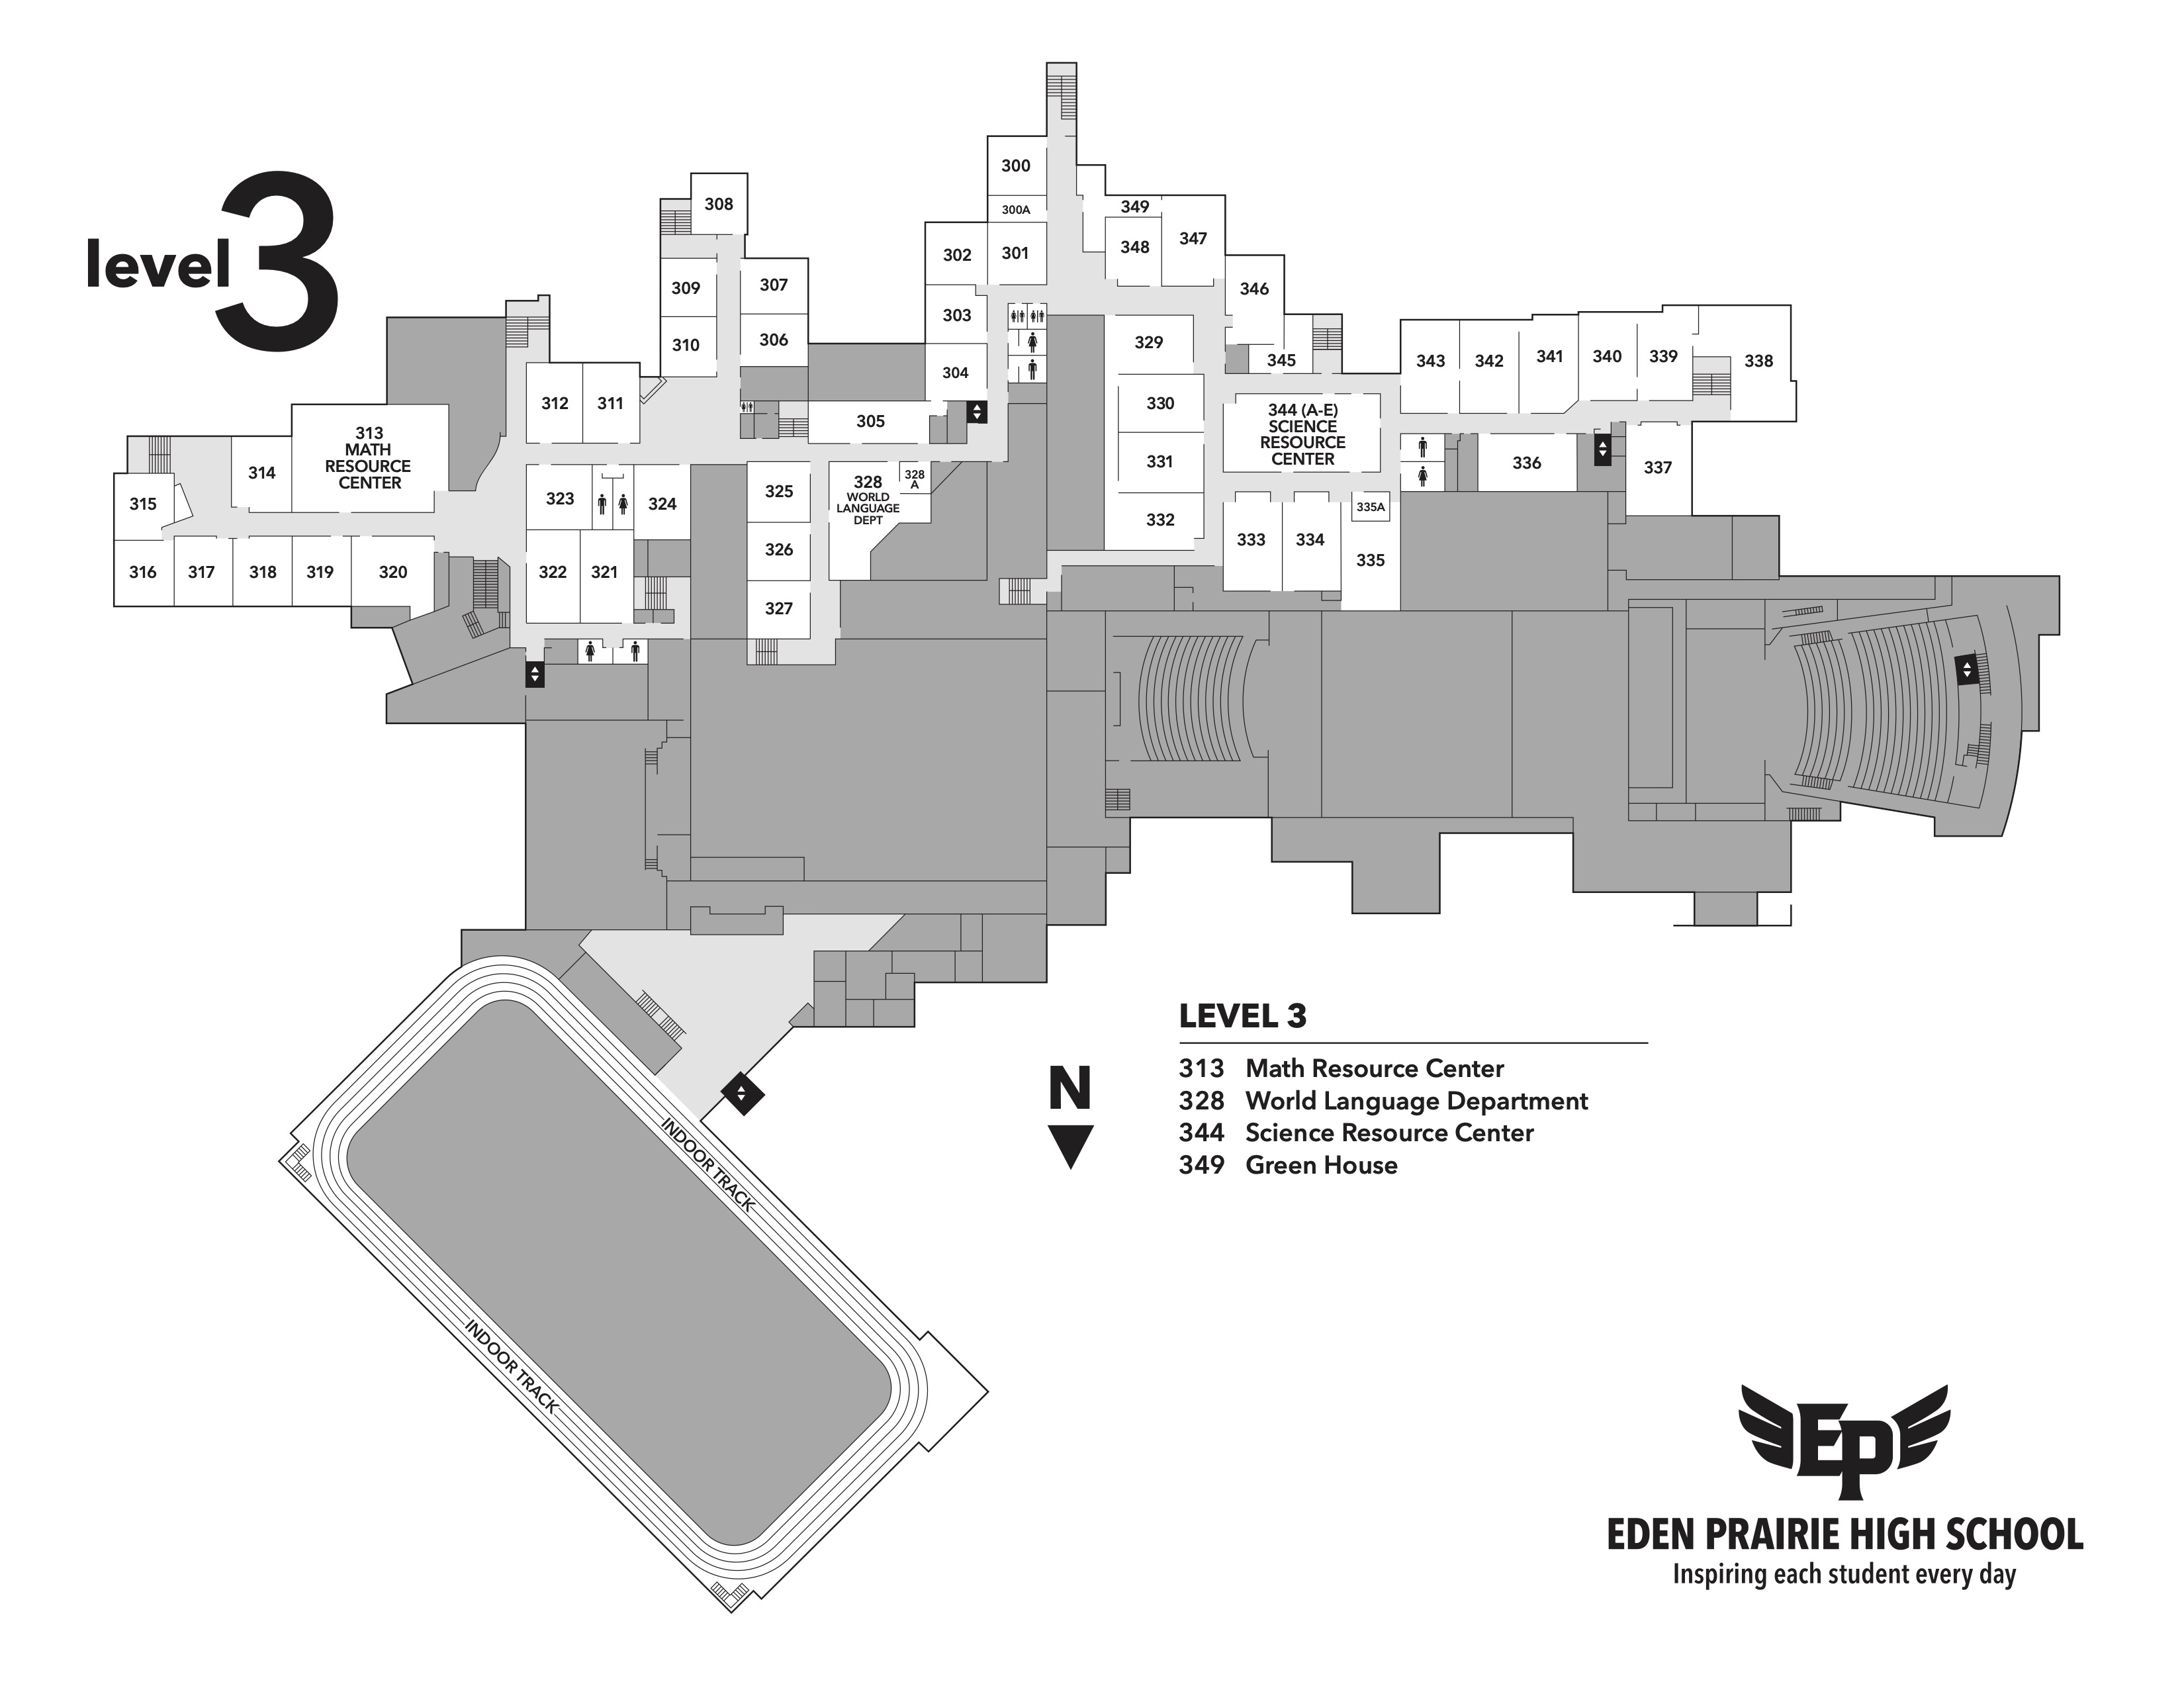 level 3
300
300A
349
308
347
348
302
301
307
309
346
303
306
329
310
345
304
343
342
341
340
339
338
312
311
330
344 (A-E)
SCIENCE
RESOURCE
CENTER
305
313
MATH
RESOURCE
CENTER
331
336
337
314
328
WORLD
LANGUAGE
DEPT
328
A
325
315
323
324
335A
332
333
334
326
335
316
317
318
319
320
322
321
327
LEVEL 3
313 Math Resource Center
328 World Language Department
344 Science Resource Center
349 Green House
N
INDOOR TRACK
INDOOR TRACK
EP
EDEN PRAIRIE HIGH SCHOOL
Inspiring each student every day